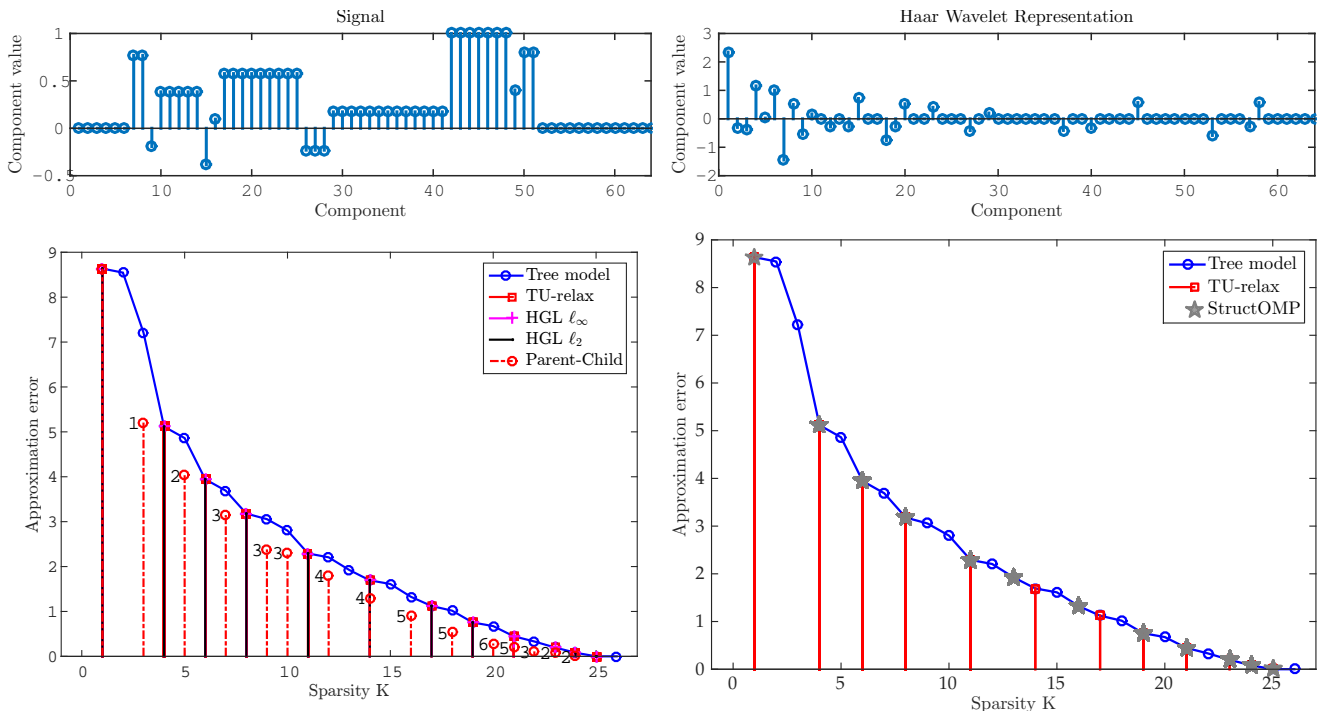 Signal
Component value
1
0.5
0
−0.5
0 10 20 30 40 50 60
Component
Haar Wavelet Representation
Component value
3
2
1
0
−1
−2
0 10 20 30 40 50 60
Component
Approximation error
9
8
7
6
5
4
3
2
1
0
0 5 10 15 20 25
Sparsity K
Tree model
TU-relax
HGL ℓ∞
HGL ℓ2
Parent-Child
1
2
3
3
3
4
4
5
5
6
5
3
2
2
Approximation error
9
8
7
6
5
4
3
2
1
0
0 5 10 15 20 25
Sparsity K
Tree model
TU-relax
StructOMP